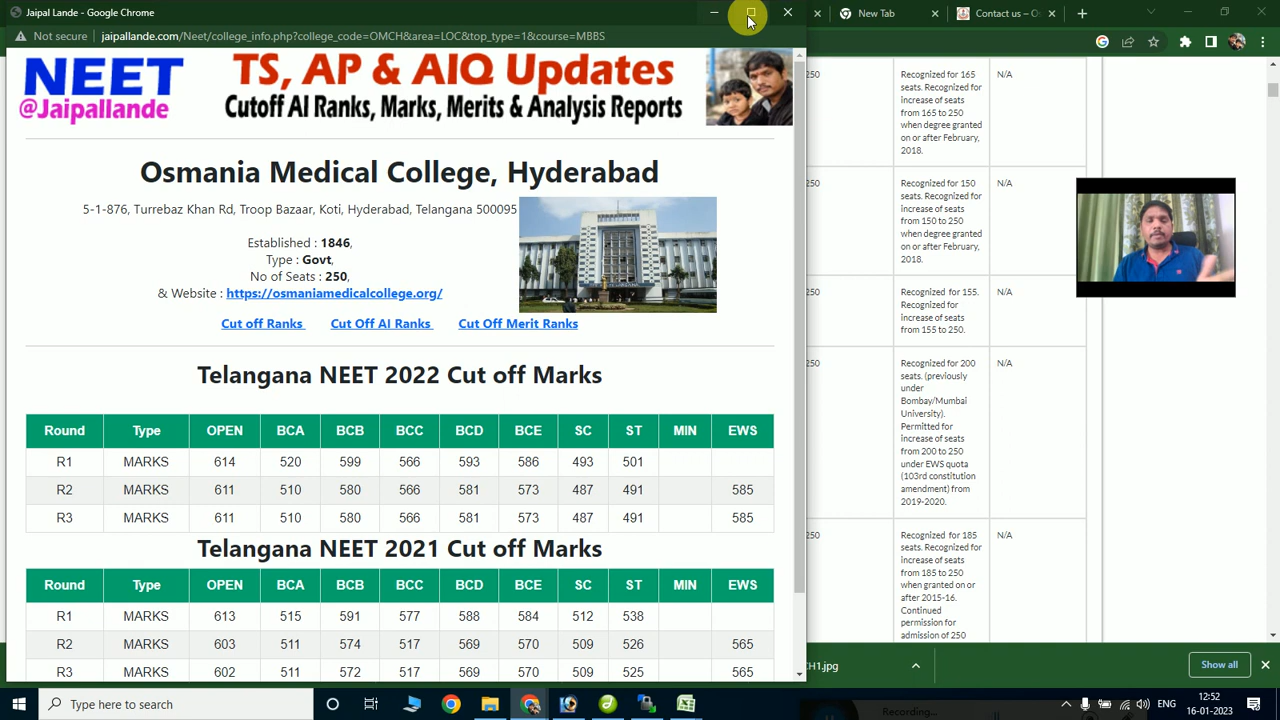 Jaipal Lande - Google Chrome
Not secure
jaipallande.com/Neet/college_info.php?college_code=OMCH&area=LOC&top_type=1&course=MBBS
New Tab
Contact us – O
NEET
@Jaipallande
TS, AP & AIQ Updates
Cutoff AI Ranks, Marks, Merits & Analysis Reports
Osmania Medical College, Hyderabad
5-1-876, Turrebaz Khan Rd, Troop Bazaar, Koti, Hyderabad, Telangana 500095
Established : 1846,
Type : Govt,
No of Seats : 250,
& Website : https://osmaniamedicalcollege.org/
Cut off Ranks Cut Off AI Ranks Cut Off Merit Ranks
Telangana NEET 2022 Cut off Marks
Round Type OPEN BCA BCB BCC BCD BCE SC ST MIN EWS
R1 MARKS 614 520 599 566 593 586 493 501
R2 MARKS 611 510 580 566 581 573 487 491 585
R3 MARKS 611 510 580 566 581 573 487 491 585
Telangana NEET 2021 Cut off Marks
Round Type OPEN BCA BCB BCC BCD BCE SC ST MIN EWS
R1 MARKS 613 515 591 577 588 584 512 538
R2 MARKS 603 511 574 517 569 570 509 526 565
R3 MARKS 602 511 572 517 569 570 509 525 565
250 Recognized for 165 N/A
seats. Recognized for
increase of seats
from 165 to 250
when degree granted
on or after February,
2018.
250 Recognized for 150 N/A
seats. Recognized for
increase of seats
from 150 to 250
when degree granted
on or after February,
2018.
250 Recognized for 155. N/A
Recognized for
increase of seats
from 155 to 250.
250 Recognized for 200 N/A
seats. (previously
under
Bombay/Mumbai
University).
Permitted for
increase of seats
from 200 to 250
under EWS quota
(103rd constitution
amendment) from
2019-2020.
250 Recognized for 185 N/A
seats. Recognized for
increase of seats
from 185 to 250
when granted on or
after 2015-16.
Continued
permission for
admission of 250
CH1.jpg
Show all
Type here to search
Recording...
ENG
12:52
16-01-2023